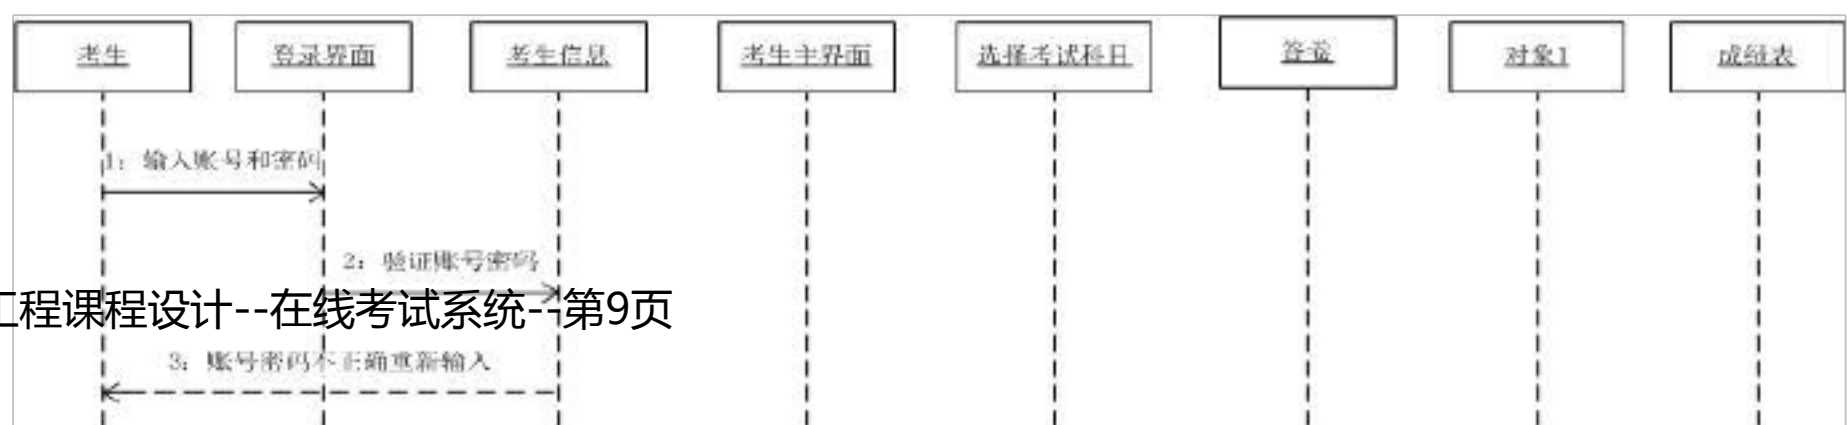 考生 登录界面 考生信息 考生主界面 选择考试科目 答卷 对象1 成绩表
1：输入账号和密码
2：验证账号密码
工程课程设计--在线考试系统--第9页
3：账号密码不正确重新输入